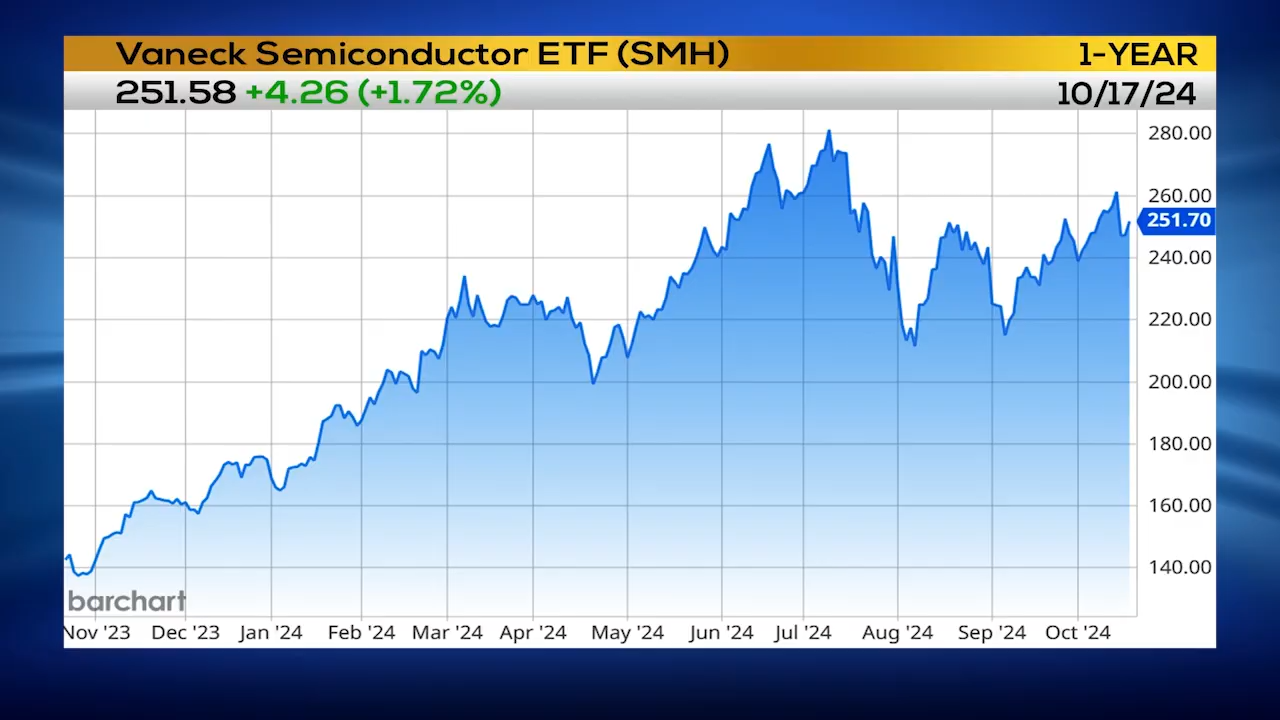 Vaneck Semiconductor ETF (SMH) 1-YEAR
251.58 +4.26 (+1.72%) 10/17/24
280.00
260.00
251.70
240.00
220.00
200.00
180.00
160.00
140.00
barchart
Nov '23 Dec '23 Jan '24 Feb '24 Mar '24 Apr '24 May '24 Jun '24 Jul '24 Aug '24 Sep '24 Oct '24